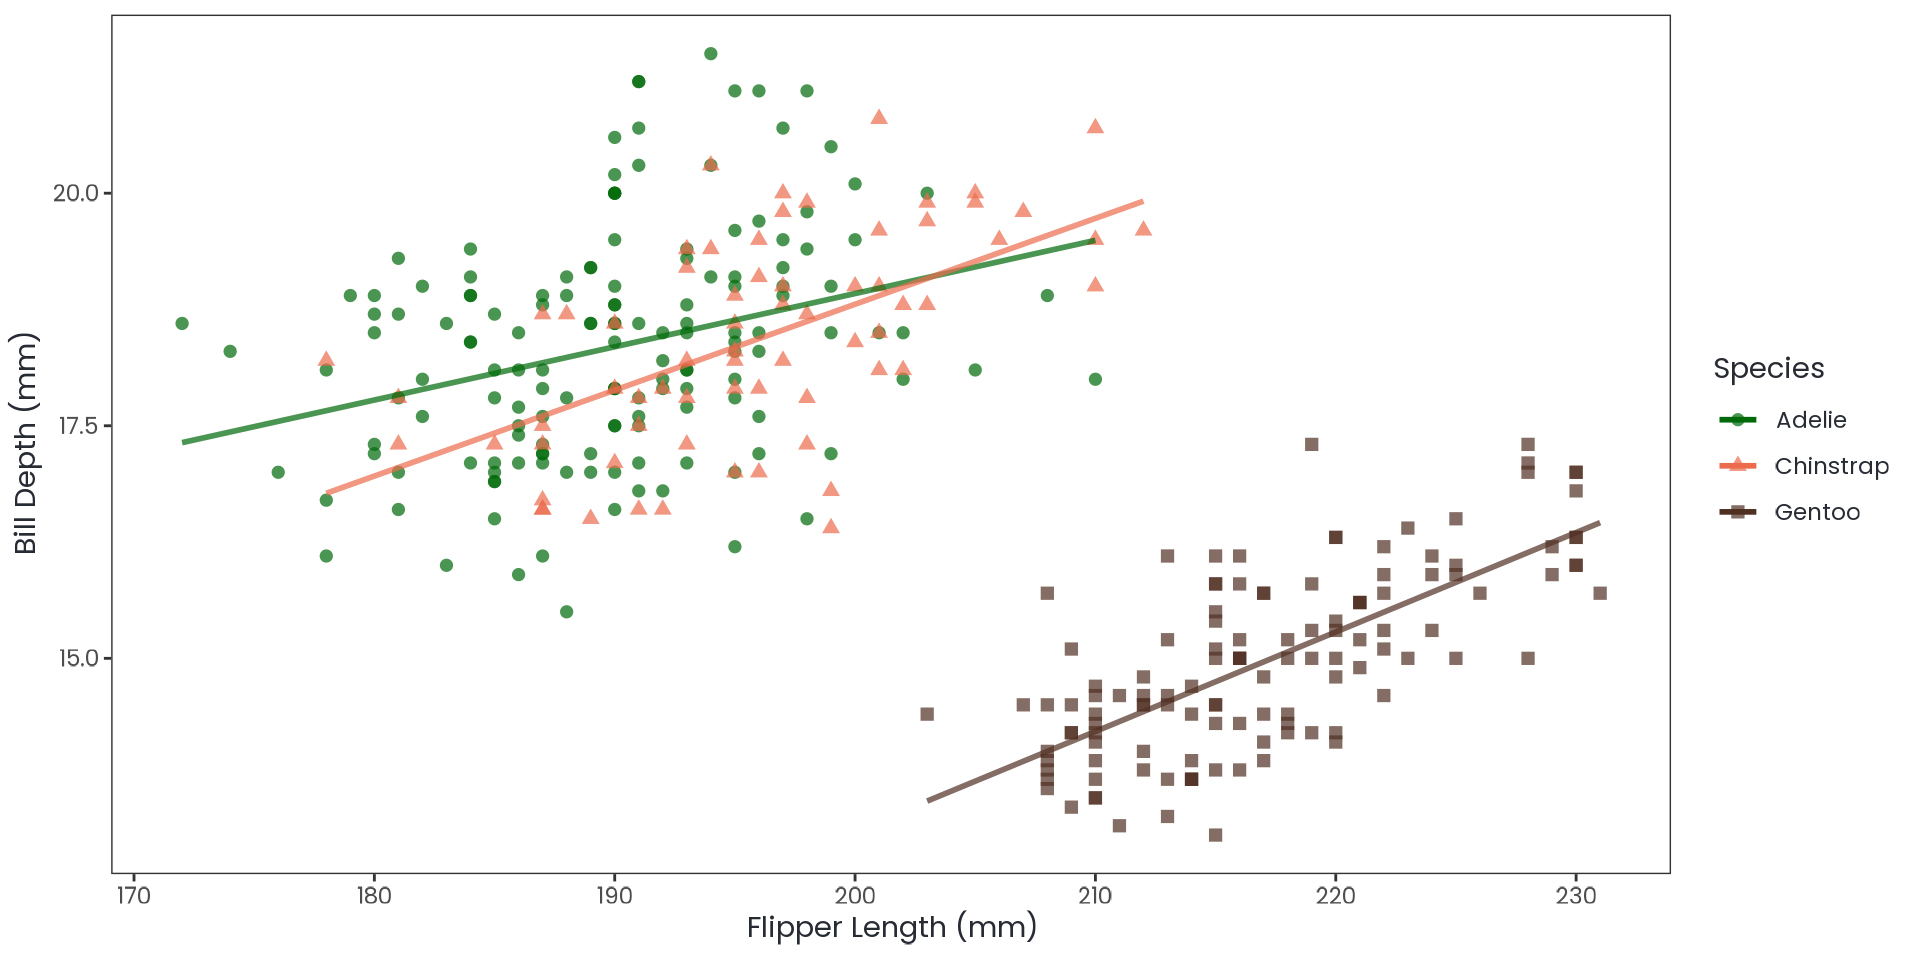 20.0
17.5
15.0
Bill Depth (mm)
170 180 190 200 210 220 230
Flipper Length (mm)
Species
Adelie
Chinstrap
Gentoo